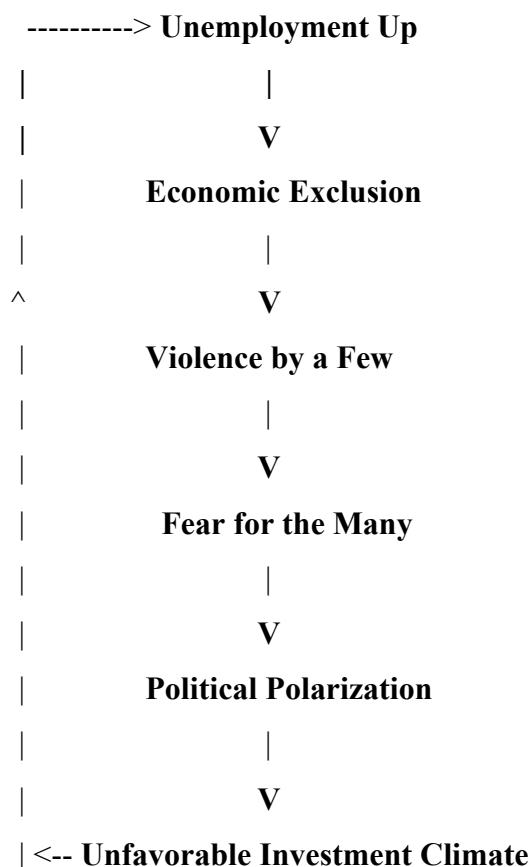 ----------> Unemployment Up
| |
| V
| Economic Exclusion
| |
^ V
| Violence by a Few
| |
| V
| Fear for the Many
| |
| V
| Political Polarization
| |
| V
| <-- Unfavorable Investment Climate